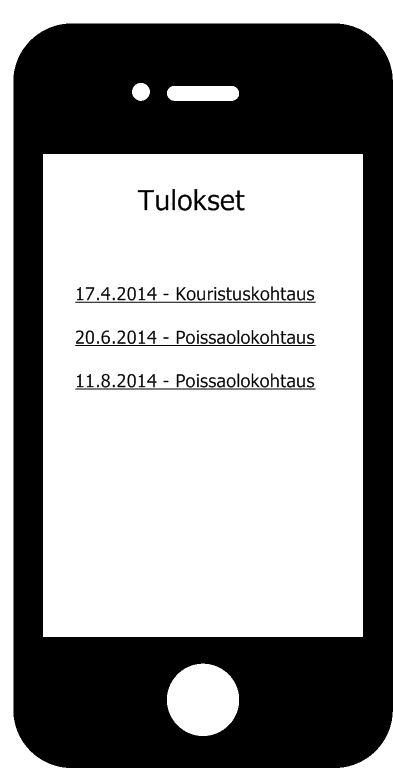 Tulokset
17.4.2014 - Kouristuskohtaus
20.6.2014 - Poissaolokohtaus
11.8.2014 - Poissaolokohtaus